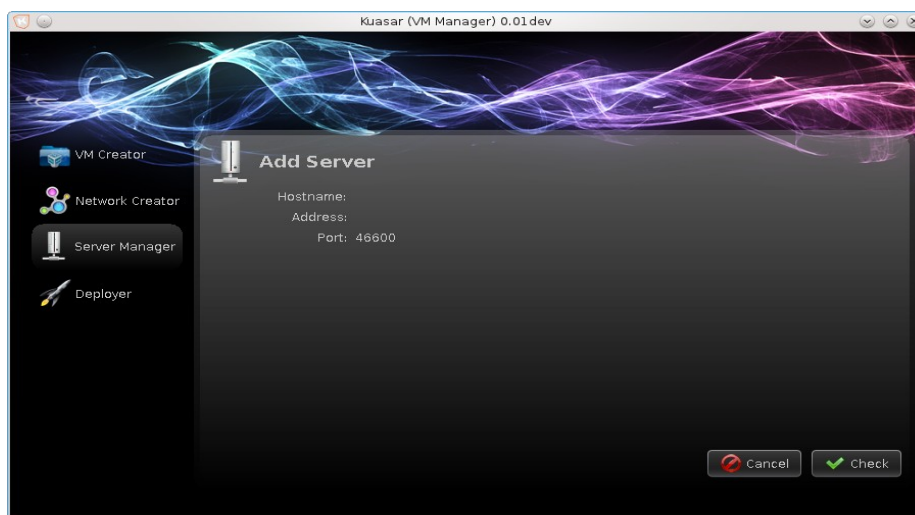 Kuasar (VM Manager) 0.01dev
VM Creator
Network Creator
Server Manager
Deployer
Add Server
Hostname:
Address:
Port: 46600
Cancel
Check